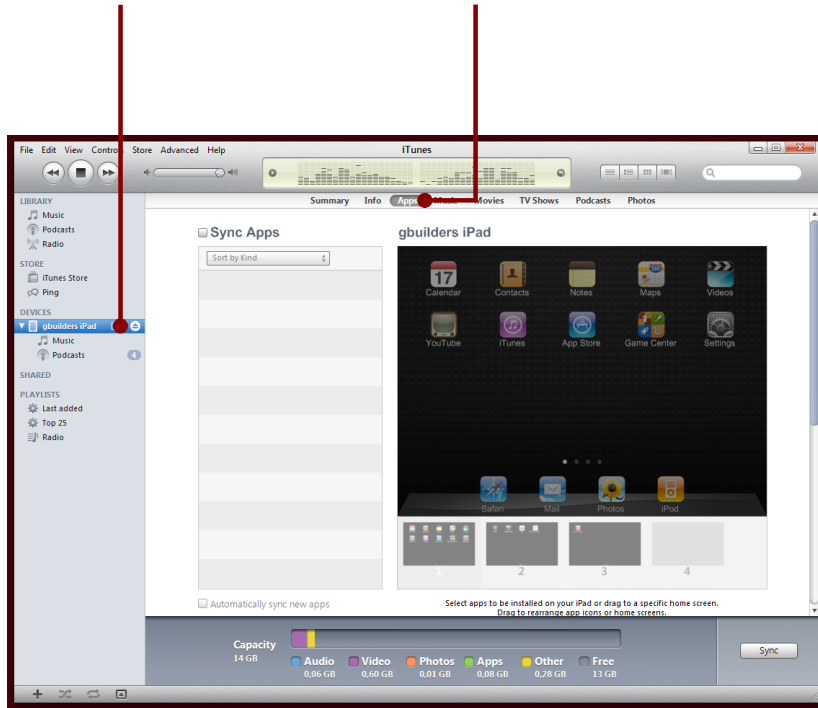 File Edit View Controls Store Advanced Help
iTunes
LIBRARY
Music
Podcasts
Radio
STORE
iTunes Store
Ping
DEVICES
gbuilders iPad
Music
Podcasts 4
SHARED
PLAYLISTS
Last added
Top 25
Radio
Summary Info Apps Music Movies TV Shows Podcasts Photos
Sync Apps
Sort by Kind
Automatically sync new apps
gbuilders iPad
17
Calendar Contacts Notes Maps Videos
YouTube iTunes App Store Game Center Settings
Safari Mail Photos iPod
1 2 3 4
Select apps to be installed on your iPad or drag to a specific home screen.
Drag to rearrange app icons or home screens.
Capacity
14 GB
Audio Video Photos Apps Other Free
0,06 GB 0,60 GB 0,01 GB 0,08 GB 0,28 GB 13 GB
Sync